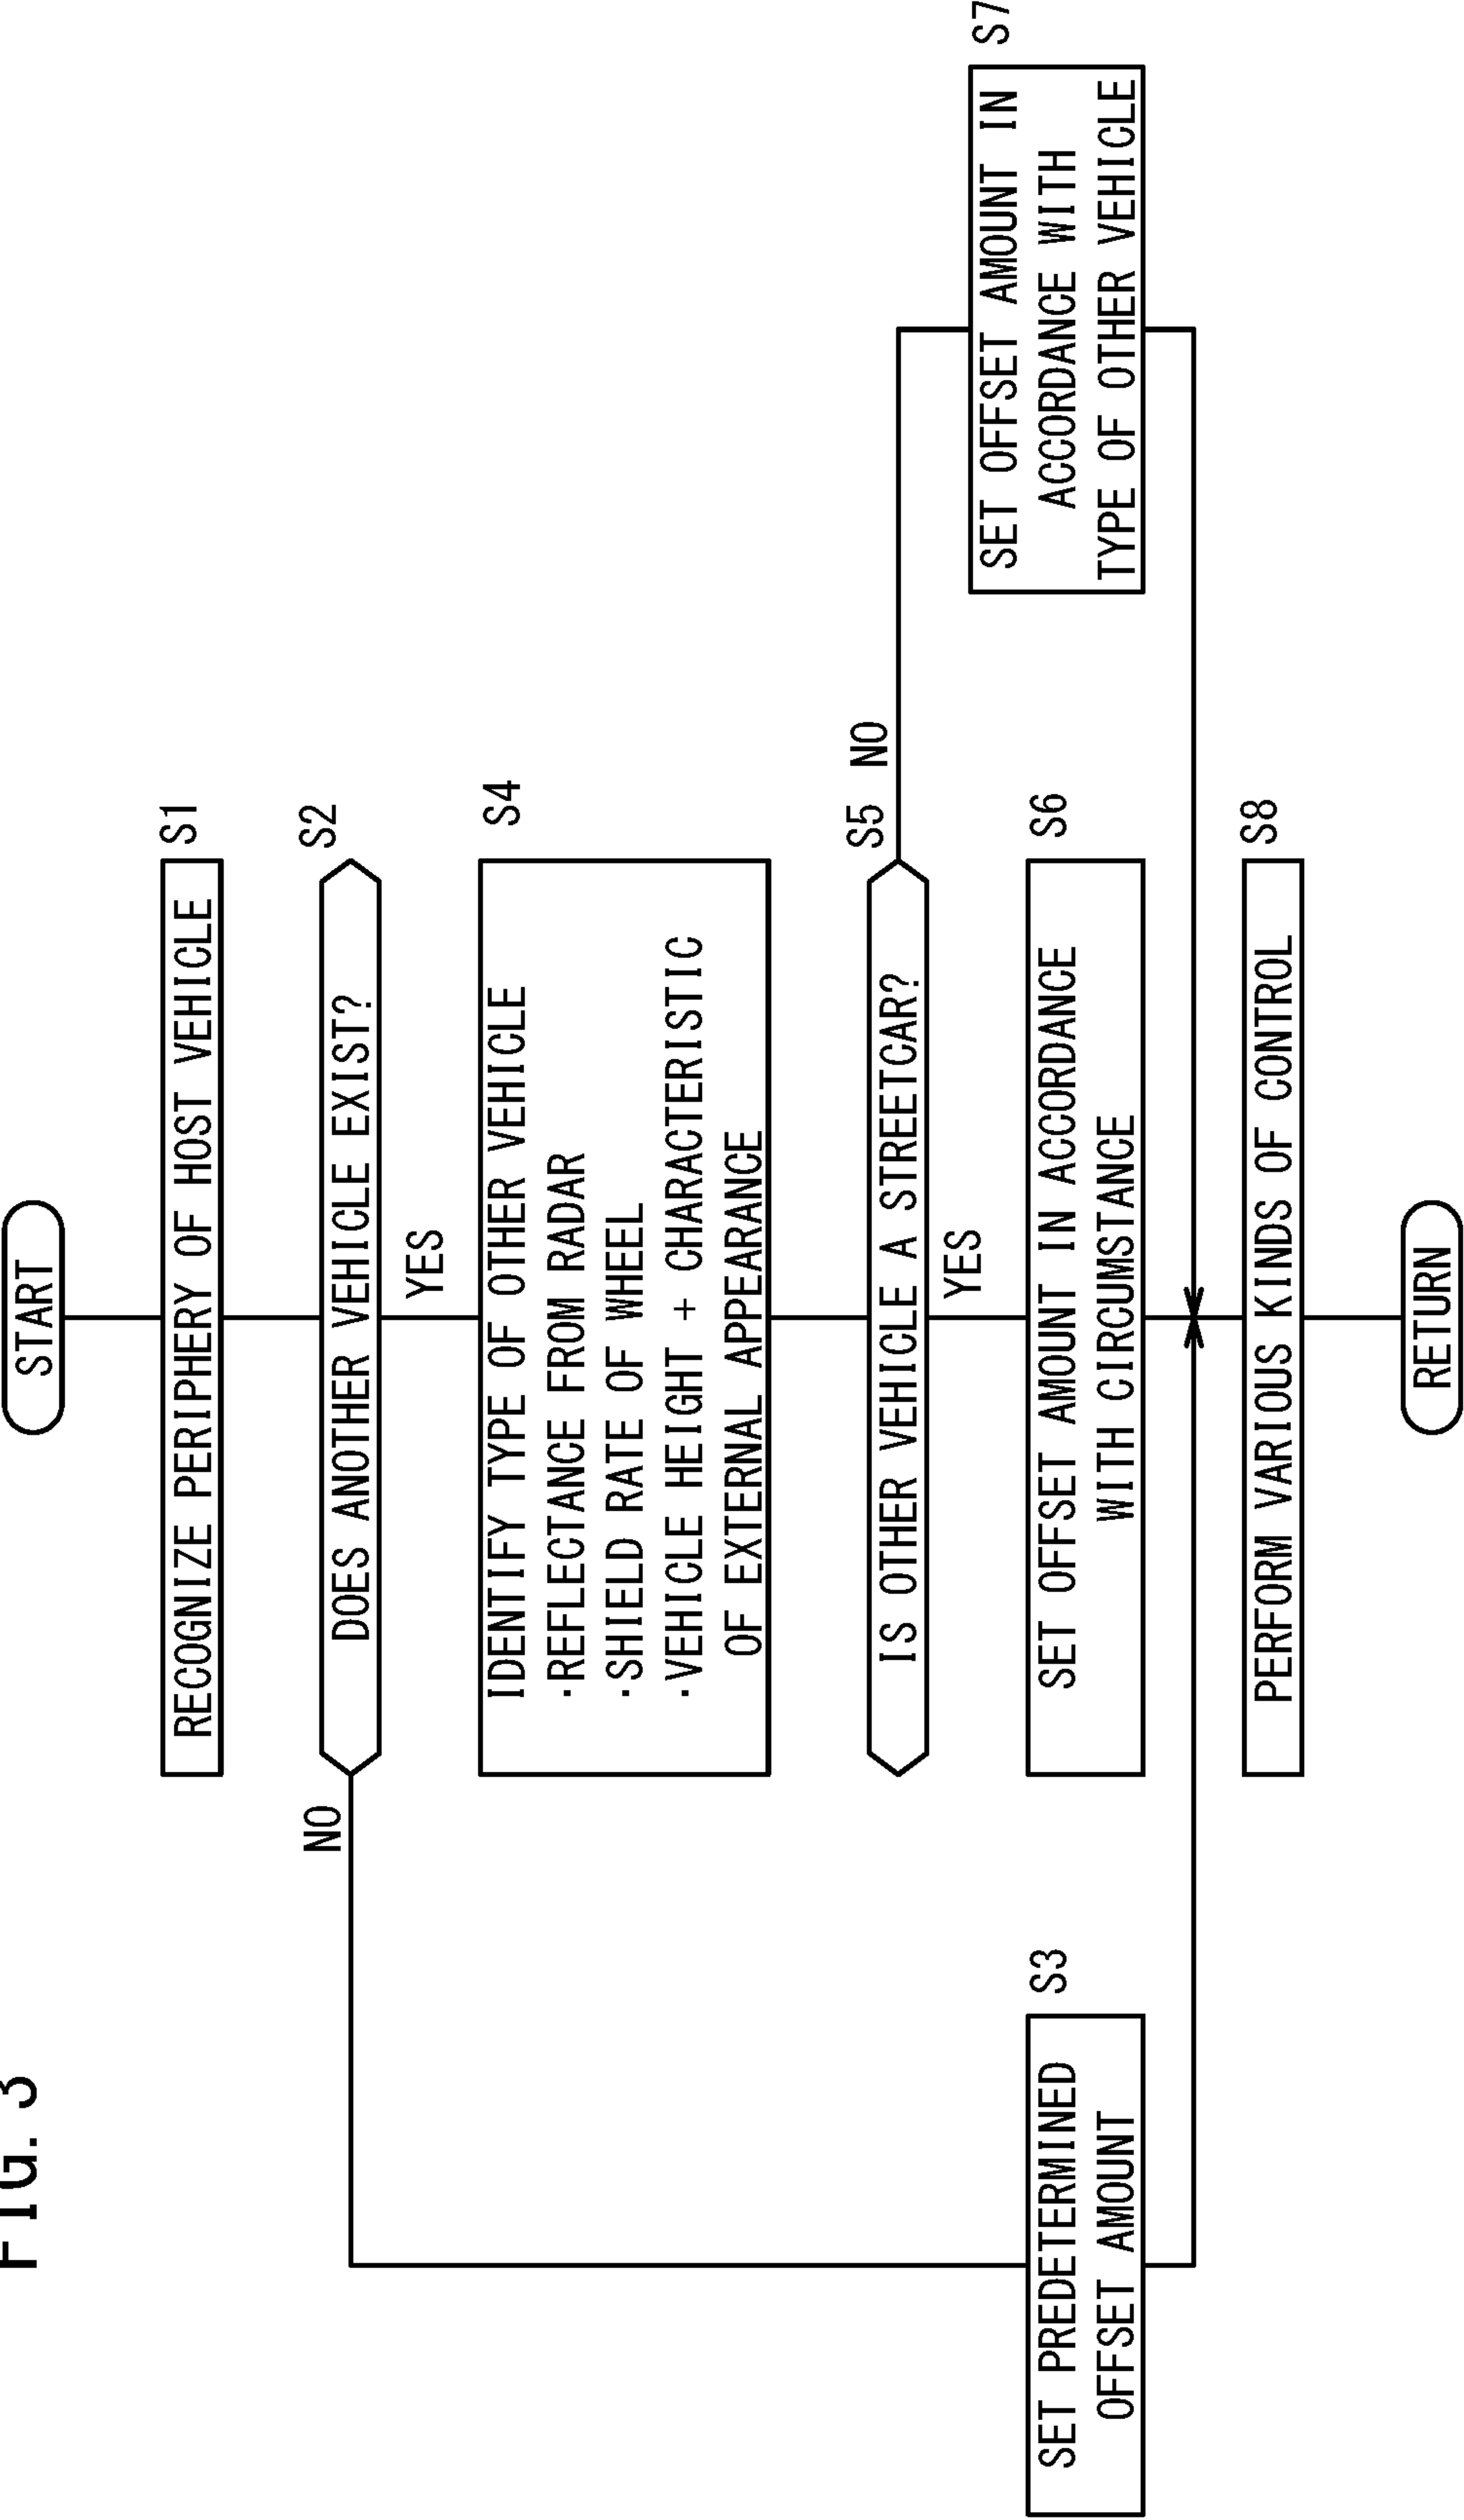 FIG. 3
START
S1
RECOGNIZE PERIPHERY OF HOST VEHICLE
S2
DOES ANOTHER VEHICLE EXIST?
NO
YES
S4
IDENTIFY TYPE OF OTHER VEHICLE
·REFLECTANCE FROM RADAR
·SHIELD RATE OF WHEEL
·VEHICLE HEIGHT + CHARACTERISTIC
OF EXTERNAL APPEARANCE
S5
NO
IS OTHER VEHICLE A STREETCAR?
YES
S3
SET PREDETERMINED
OFFSET AMOUNT
S6
SET OFFSET AMOUNT IN ACCORDANCE
WITH CIRCUMSTANCE
S7
SET OFFSET AMOUNT IN
ACCORDANCE WITH
TYPE OF OTHER VEHICLE
S8
PERFORM VARIOUS KINDS OF CONTROL
RETURN